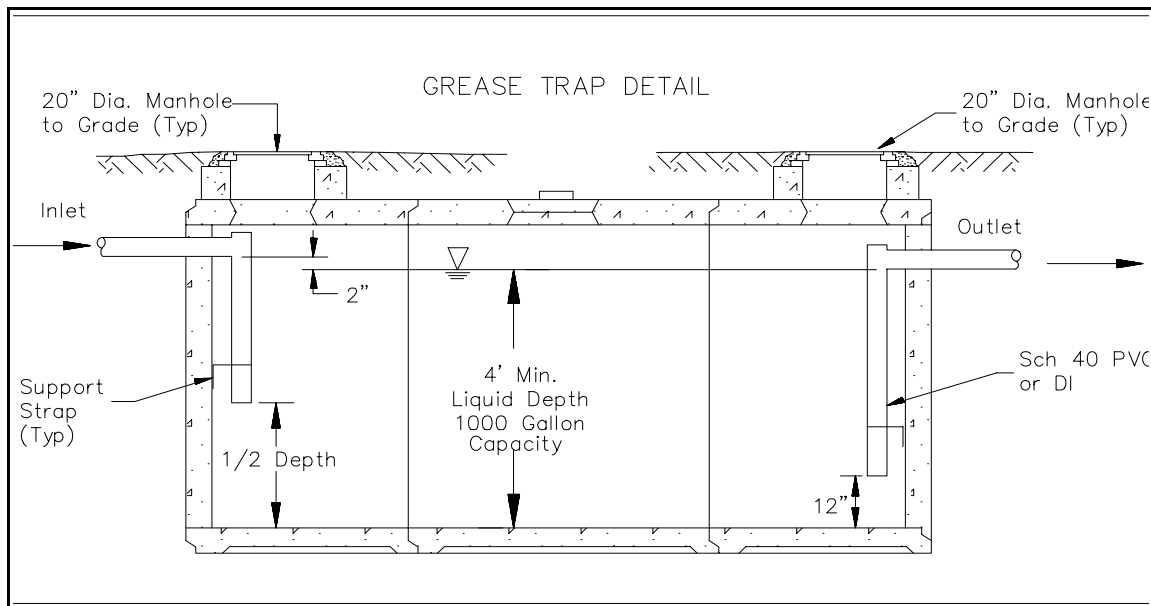 GREASE TRAP DETAIL
20" Dia. Manhole
to Grade (Typ)
20" Dia. Manhole
to Grade (Typ)
Inlet
Outlet
2"
Support
Strap
(Typ)
1/2 Depth
4' Min.
Liquid Depth
1000 Gallon
Capacity
Sch 40 PVC
or DI
12"